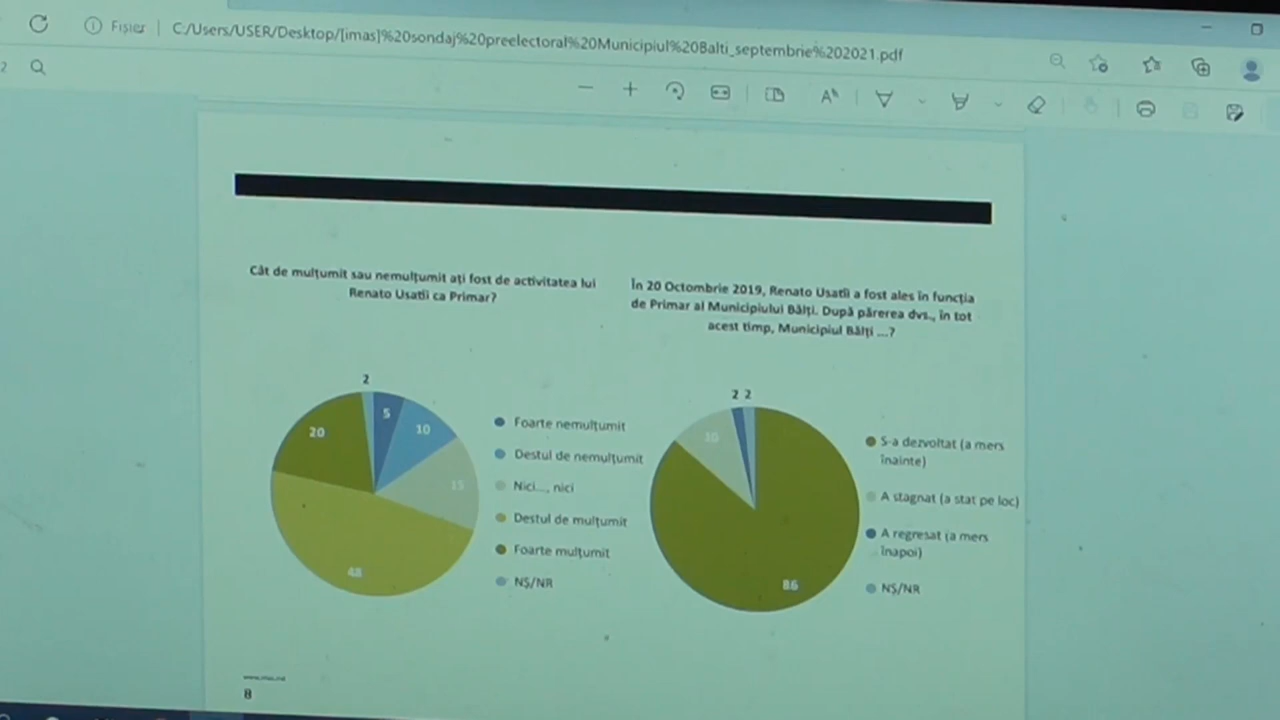 Fișier
C:/Users/USER/Desktop/[imas]%20sondaj%20preelectoral%20Municipiul%20Balti_septembrie%202021.pdf
2
Cât de mulțumit sau nemulțumit ați fost de activitatea lui
Renato Usatîi ca Primar?
2
5
10
15
48
20
Foarte nemulțumit
Destul de nemulțumit
Nici..., nici
Destul de mulțumit
Foarte mulțumit
NȘ/NR
În 20 Octombrie 2019, Renato Usatîi a fost ales în funcția
de Primar al Municipiului Bălți. După părerea dvs., în tot
acest timp, Municipiul Bălți ...?
2 2
10
86
S-a dezvoltat (a mers
înainte)
A stagnat (a stat pe loc)
A regresat (a mers
înapoi)
NȘ/NR
8